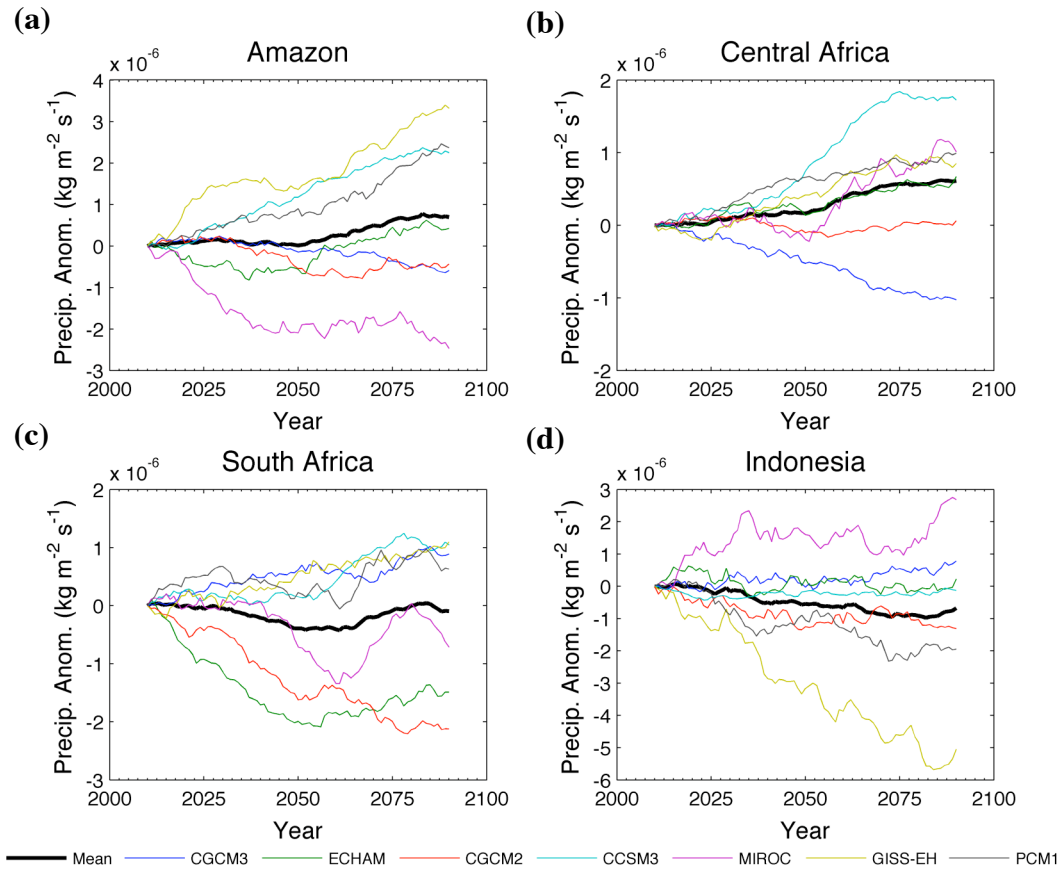 (a)
Amazon
x 10⁻⁶
Precip. Anom. (kg m⁻² s⁻¹)
4
3
2
1
0
-1
-2
-3
2000 2025 2050 2075 2100
Year
(b)
Central Africa
x 10⁻⁶
Precip. Anom. (kg m⁻² s⁻¹)
2
1
0
-1
-2
2000 2025 2050 2075 2100
Year
(c)
South Africa
x 10⁻⁶
Precip. Anom. (kg m⁻² s⁻¹)
2
1
0
-1
-2
-3
2000 2025 2050 2075 2100
Year
(d)
Indonesia
x 10⁻⁶
Precip. Anom. (kg m⁻² s⁻¹)
3
2
1
0
-1
-2
-3
-4
-5
-6
2000 2025 2050 2075 2100
Year
Mean CGCM3 ECHAM CGCM2 CCSM3 MIROC GISS-EH PCM1